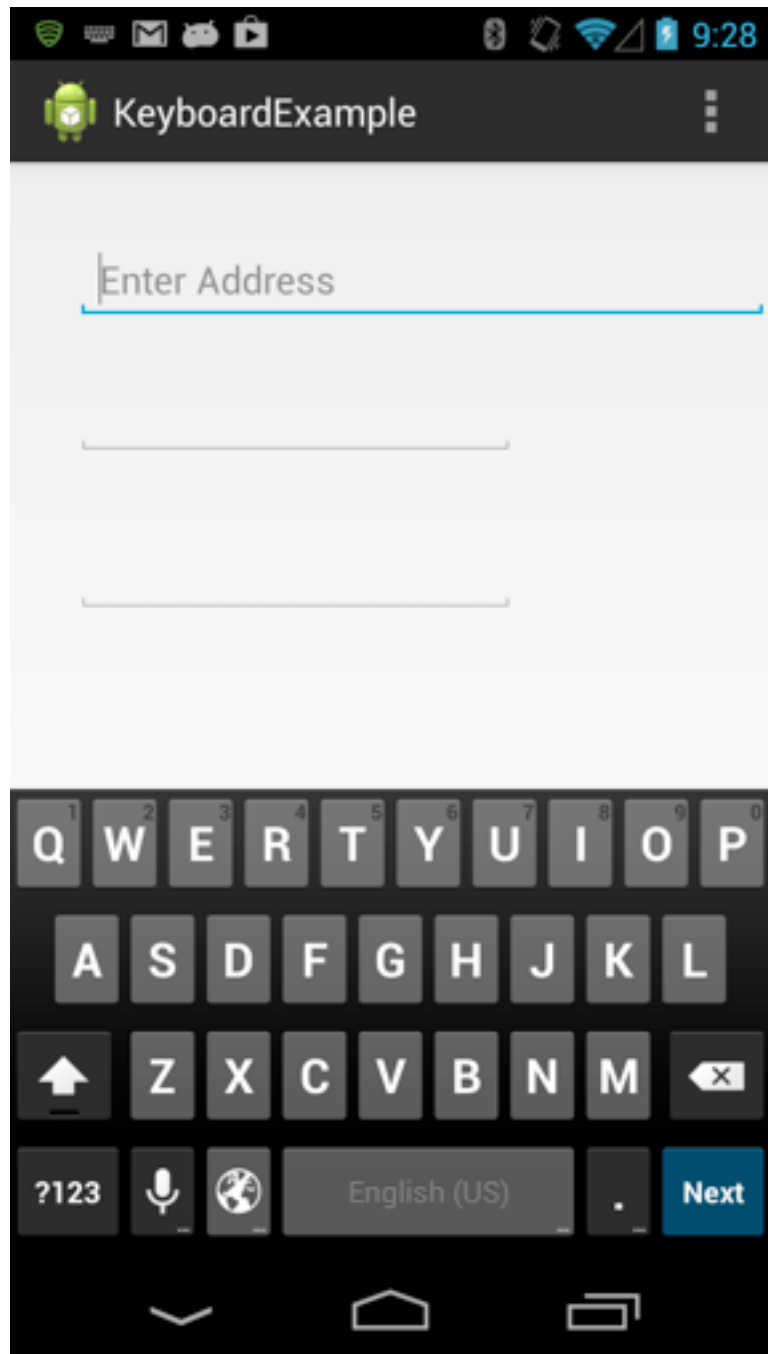 9:28
KeyboardExample
Enter Address
1 2 3 4 5 6 7 8 9 0
Q W E R T Y U I O P
A S D F G H J K L
Z X C V B N M
?123 English (US) . Next